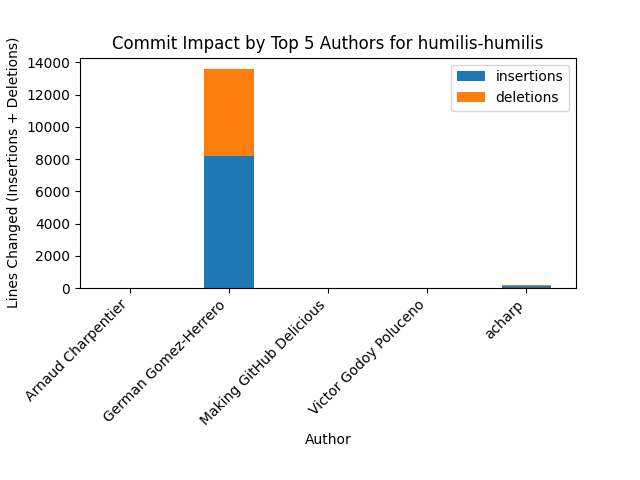 Commit Impact by Top 5 Authors for humilis-humilis
Lines Changed (Insertions + Deletions)
14000
12000
10000
8000
6000
4000
2000
0
insertions
deletions
Arnaud Charpentier
German Gomez-Herrero
Making GitHub Delicious
Victor Godoy Poluceno
acharp
Author